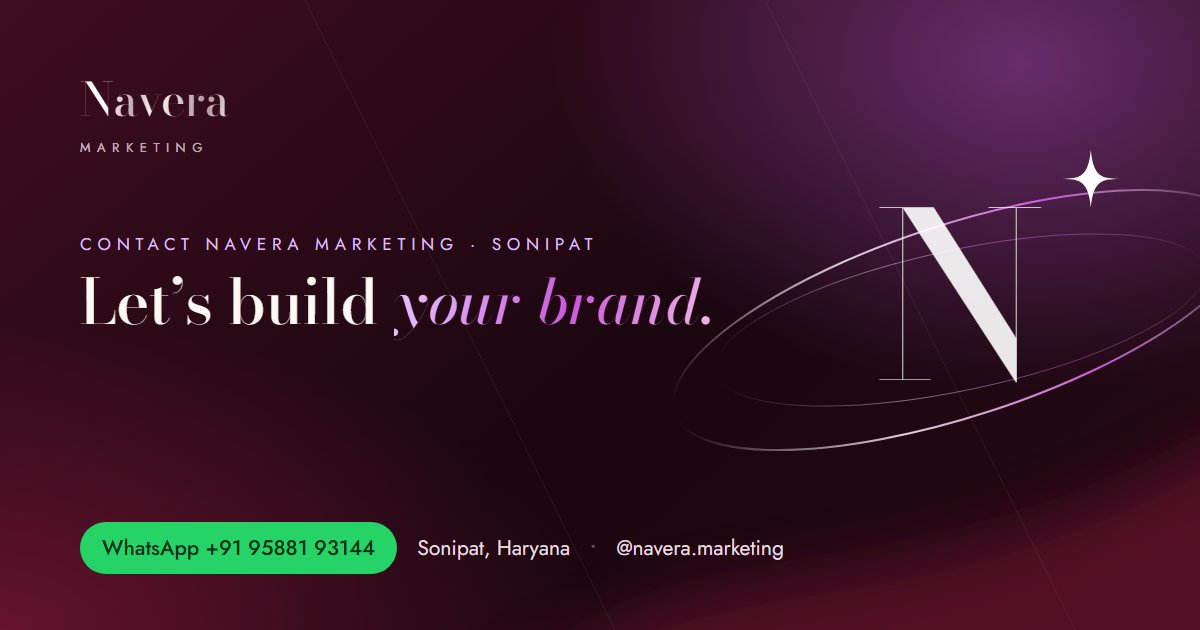 Navera
MARKETING
CONTACT NAVERA MARKETING · SONIPAT
Let’s build your brand.
N
WhatsApp +91 95881 93144 Sonipat, Haryana · @navera.marketing